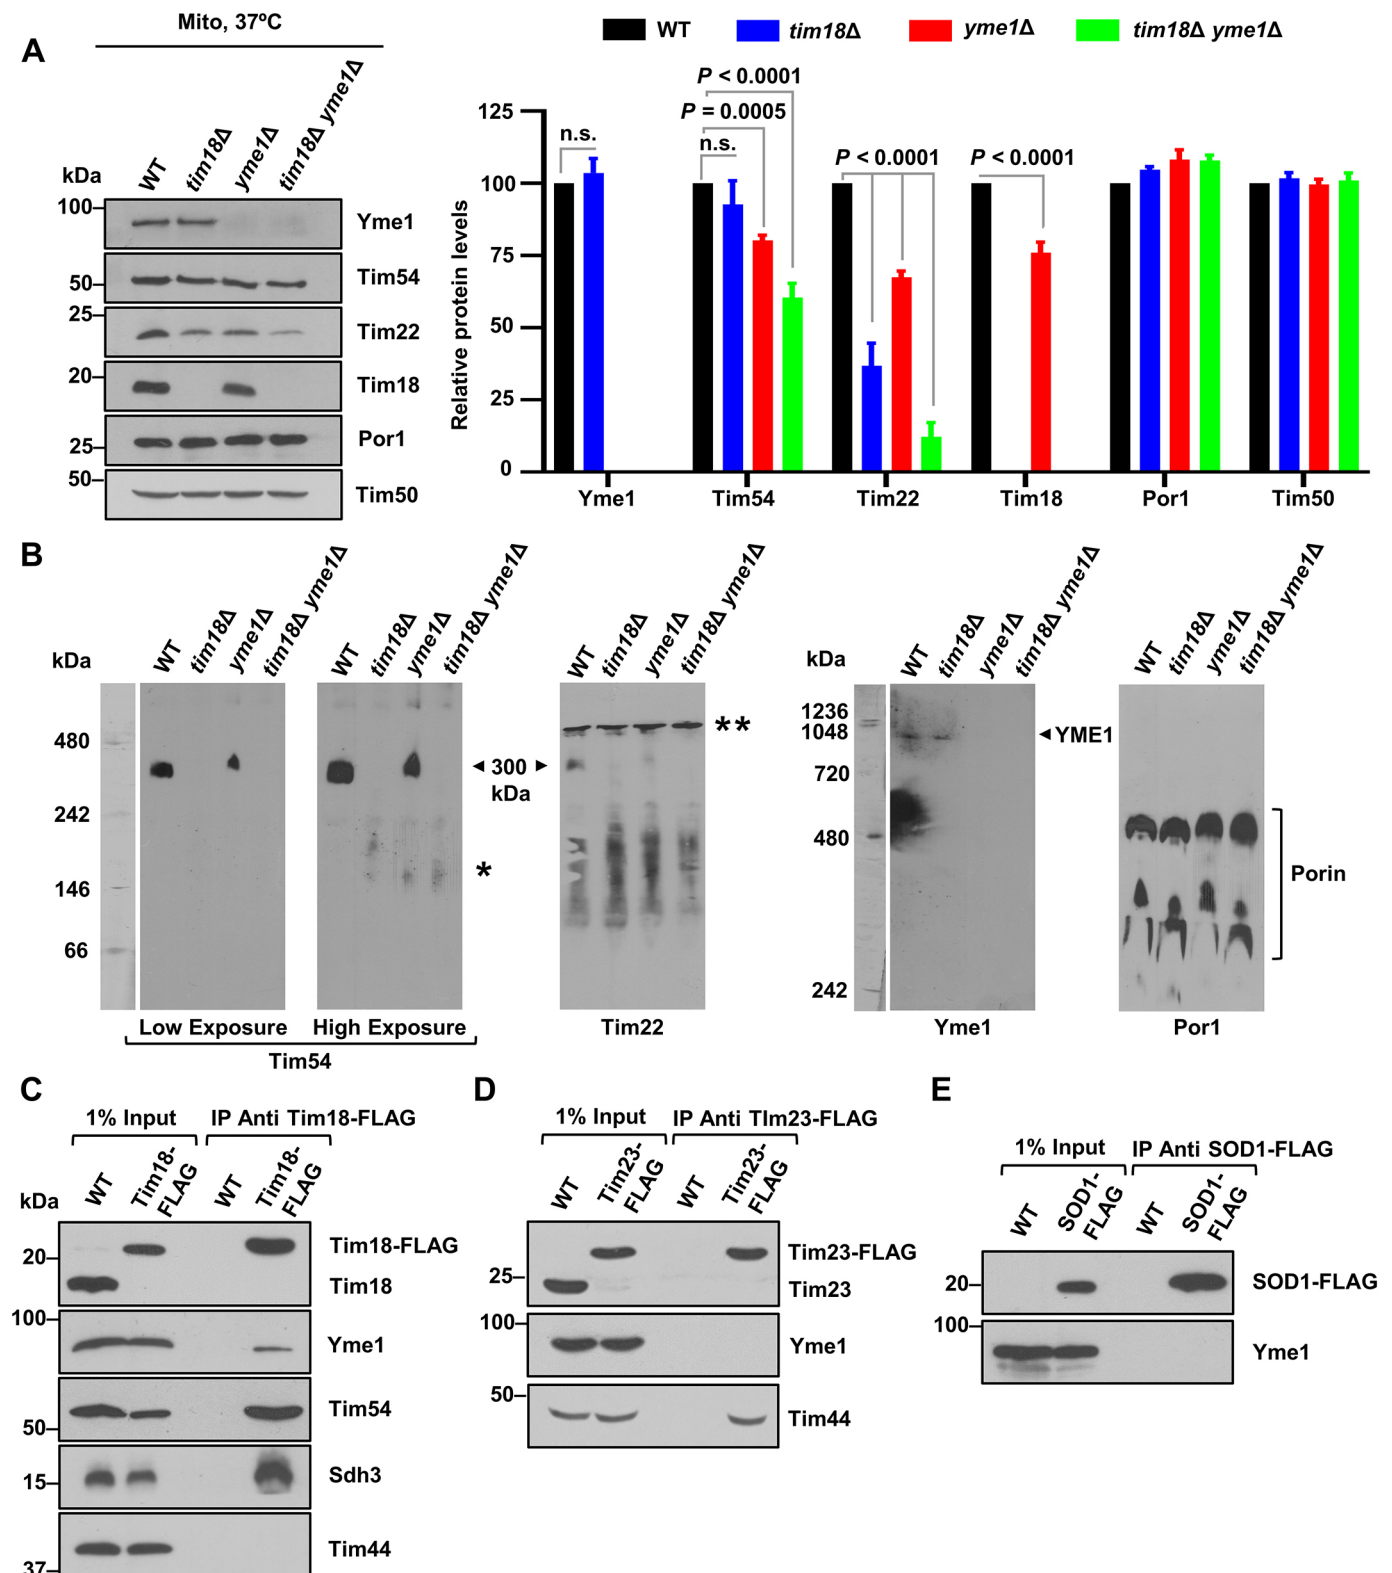 A
Mito, 37ºC
kDa
WT
tim18Δ
yme1Δ
tim18Δ yme1Δ
100
Yme1
50
Tim54
25
Tim22
20
Tim18
25
Por1
50
Tim50
WT
tim18Δ
yme1Δ
tim18Δ yme1Δ
Relative protein levels
125
100
75
50
25
0
n.s.
P < 0.0001
P = 0.0005
n.s.
P < 0.0001
P < 0.0001
Yme1
Tim54
Tim22
Tim18
Por1
Tim50
B
kDa
WT
tim18Δ
yme1Δ
tim18Δ yme1Δ
WT
tim18Δ
yme1Δ
tim18Δ yme1Δ
WT
tim18Δ
yme1Δ
tim18Δ yme1Δ
480
242
146
66
◄ 300 ►
kDa
*
**
Low Exposure
High Exposure
Tim54
Tim22
kDa
WT
tim18Δ
yme1Δ
tim18Δ yme1Δ
1236
1048
720
480
242
◄ YME1
Yme1
WT
tim18Δ
yme1Δ
tim18Δ yme1Δ
Porin
Por1
C
1% Input
IP Anti Tim18-FLAG
kDa
WT
Tim18-
FLAG
WT
Tim18-
FLAG
20
Tim18-FLAG
Tim18
100
Yme1
50
Tim54
15
Sdh3
37
Tim44
D
1% Input
IP Anti TIm23-FLAG
WT
Tim23-
FLAG
WT
Tim23-
FLAG
25
Tim23-FLAG
Tim23
100
Yme1
50
Tim44
E
1% Input
IP Anti SOD1-FLAG
WT
SOD1-
FLAG
WT
SOD1-
FLAG
20
SOD1-FLAG
100
Yme1